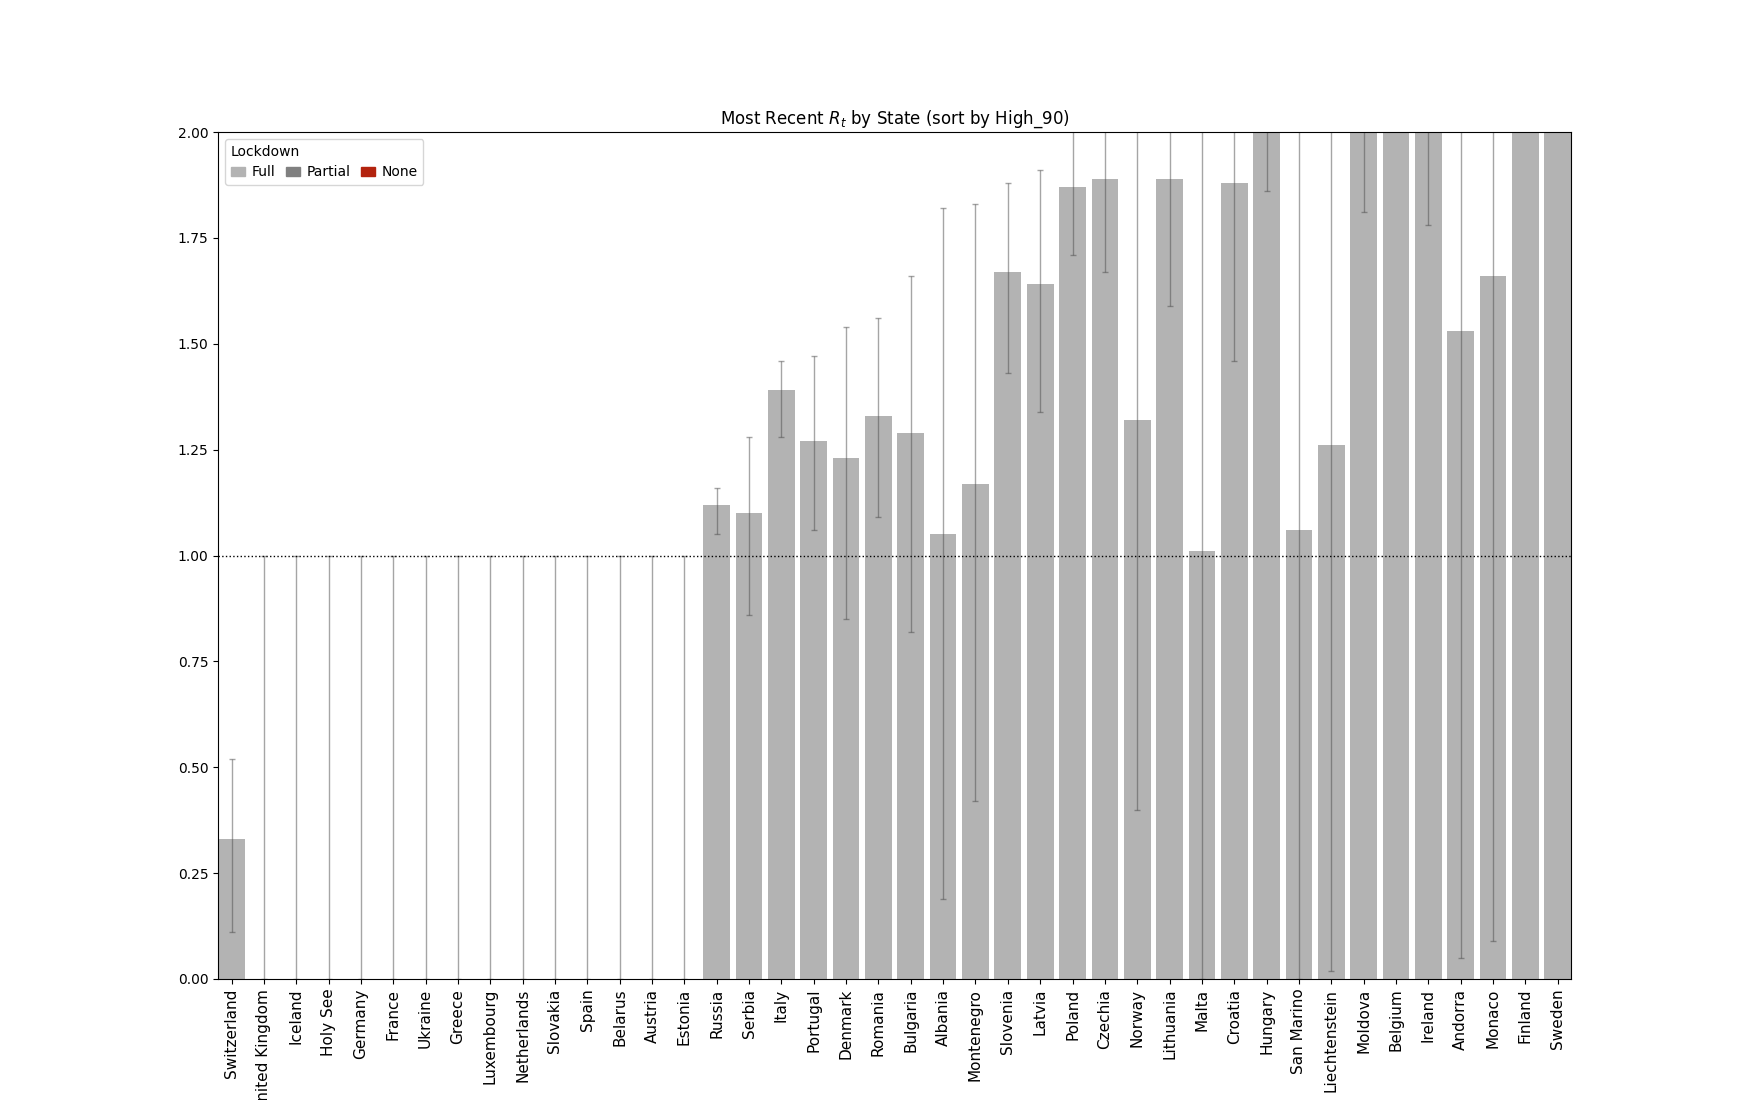 Most Recent R_t by State (sort by High_90)
Lockdown
Full Partial None
2.00
1.75
1.50
1.25
1.00
0.75
0.50
0.25
0.00
Switzerland
nited Kingdom
Iceland
Holy See
Germany
France
Ukraine
Greece
Luxembourg
Netherlands
Slovakia
Spain
Belarus
Austria
Estonia
Russia
Serbia
Italy
Portugal
Denmark
Romania
Bulgaria
Albania
Montenegro
Slovenia
Latvia
Poland
Czechia
Norway
Lithuania
Malta
Croatia
Hungary
San Marino
Liechtenstein
Moldova
Belgium
Ireland
Andorra
Monaco
Finland
Sweden